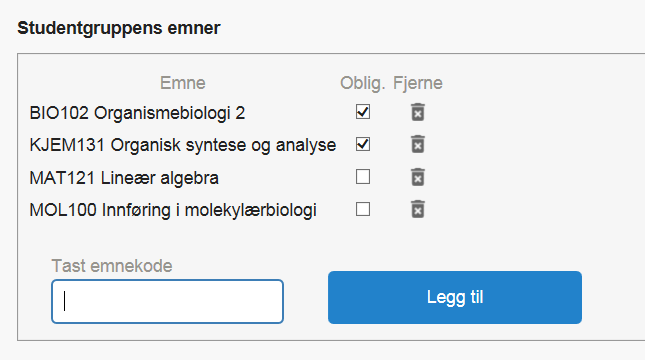 Studentgruppens emner
Emne Oblig. Fjerne
BIO102 Organismebiologi 2
KJEM131 Organisk syntese og analyse
MAT121 Lineær algebra
MOL100 Innføring i molekylærbiologi
Tast emnekode
Legg til